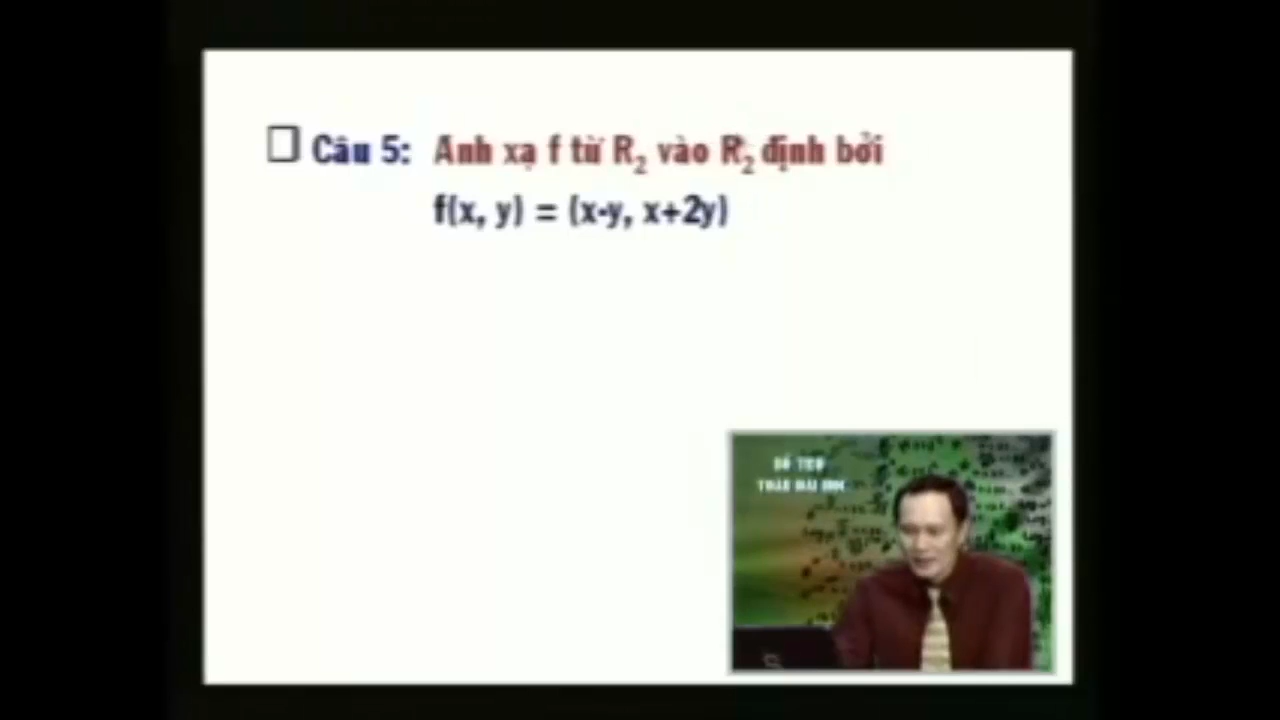 Câu 5: Ánh xạ f từ R2 vào R2 định bởi
f(x, y) = (x-y, x+2y)